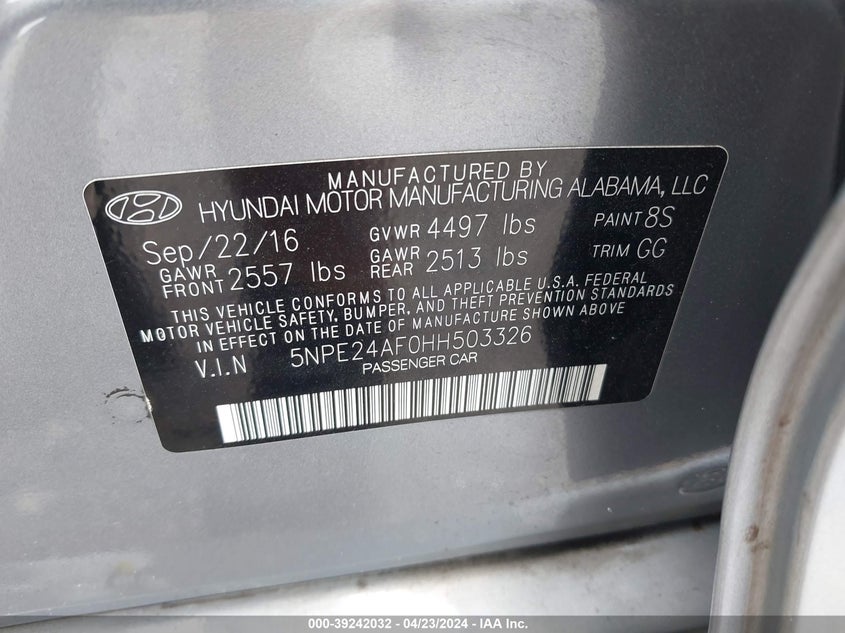 MANUFACTURED BY
HYUNDAI MOTOR MANUFACTURING ALABAMA, LLC
Sep/22/16 GVWR 4497 lbs PAINT 8S
GAWR FRONT 2557 lbs GAWR REAR 2513 lbs TRIM GG
THIS VEHICLE CONFORMS TO ALL APPLICABLE U.S.A. FEDERAL
MOTOR VEHICLE SAFETY, BUMPER, AND THEFT PREVENTION STANDARDS
IN EFFECT ON THE DATE OF MANUFACTURE SHOWN ABOVE
V.I.N 5NPE24AF0HH503326
PASSENGER CAR
000-39242032 - 04/23/2024 - IAA Inc.